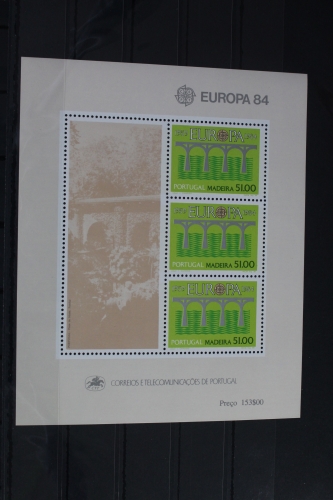 EUROPA 84
EUROPA
PORTUGAL MADEIRA 51.00
EUROPA
PORTUGAL MADEIRA 51.00
EUROPA
PORTUGAL MADEIRA 51.00
CORREIOS E TELECOMUNICAÇÕES DE PORTUGAL
Preço 153$00